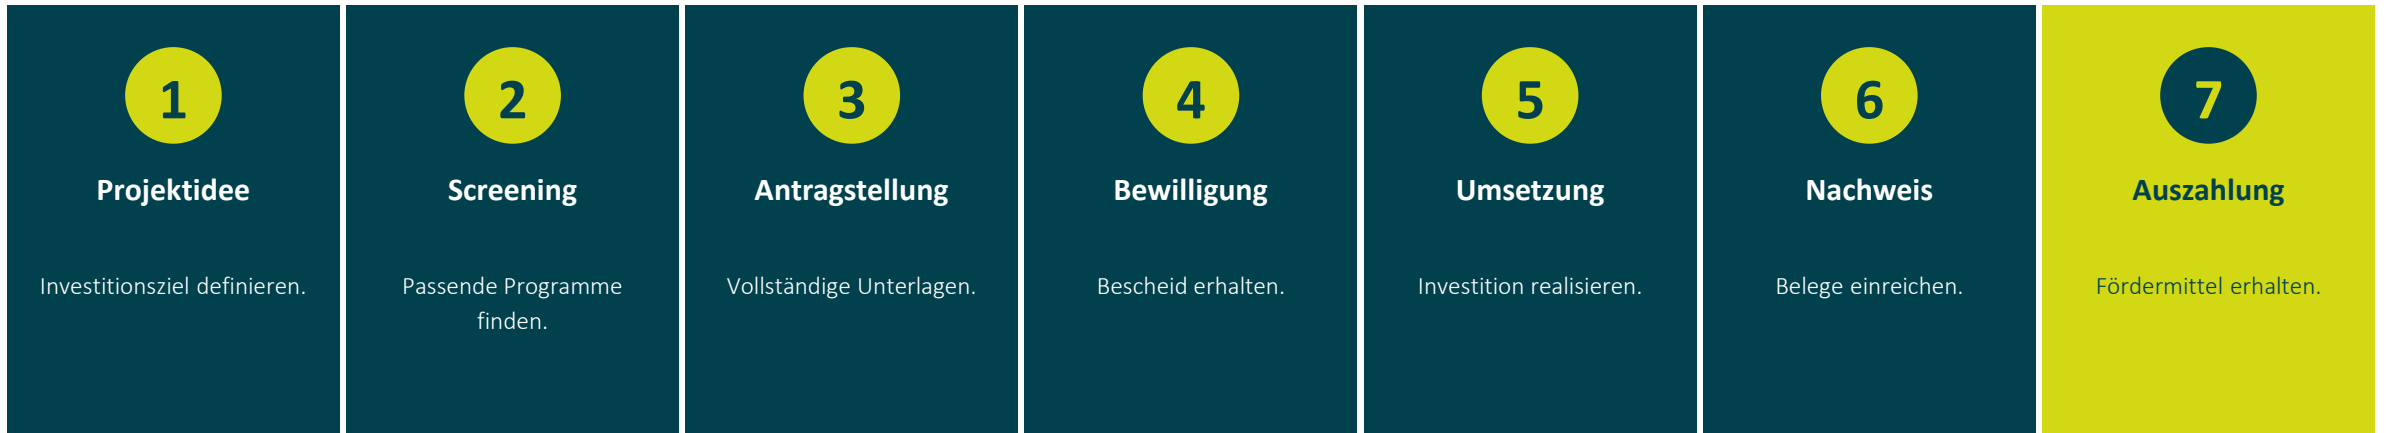 1
Projektidee
Investitionsziel definieren.
2
Screening
Passende Programme
finden.
3
Antragstellung
Vollständige Unterlagen.
4
Bewilligung
Bescheid erhalten.
5
Umsetzung
Investition realisieren.
6
Nachweis
Belege einreichen.
7
Auszahlung
Fördermittel erhalten.